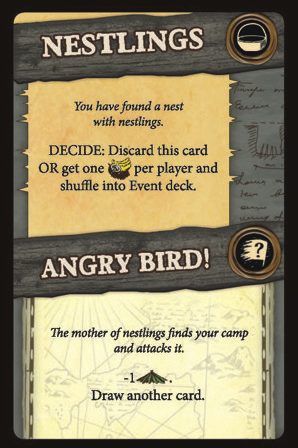 NESTLINGS
You have found a nest
with nestlings.
DECIDE: Discard this card
OR get one per player and
shuffle into Event deck.
ANGRY BIRD!
?
The mother of nestlings finds your camp
and attacks it.
-1 .
Draw another card.